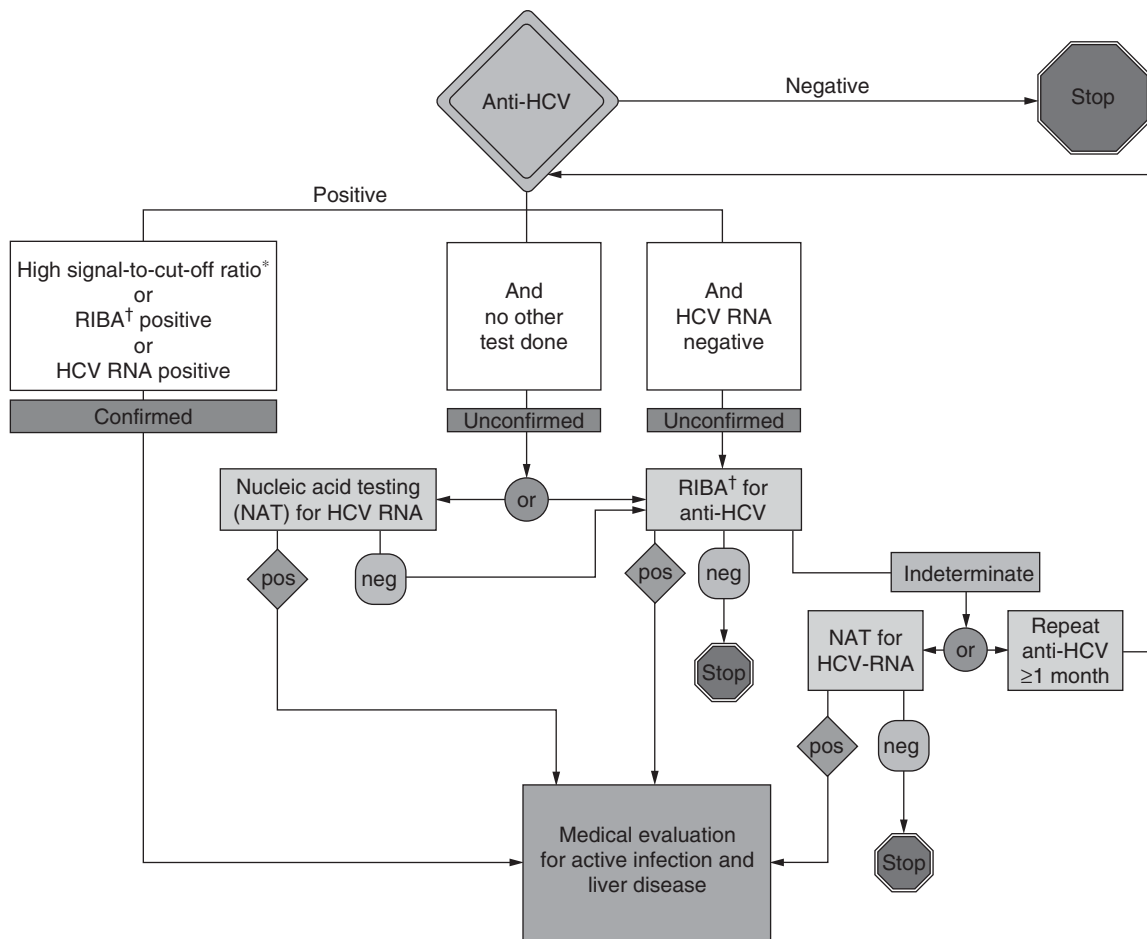 Anti-HCV
Negative
Stop
Positive
High signal-to-cut-off ratio*
or
RIBA† positive
or
HCV RNA positive
And
no other
test done
And
HCV RNA
negative
Confirmed
Unconfirmed
Unconfirmed
Nucleic acid testing
(NAT) for HCV RNA
or
RIBA† for
anti-HCV
pos
neg
pos
neg
Indeterminate
Stop
NAT for
HCV-RNA
or
Repeat
anti-HCV
≥1 month
pos
neg
Medical evaluation
for active infection and
liver disease
Stop